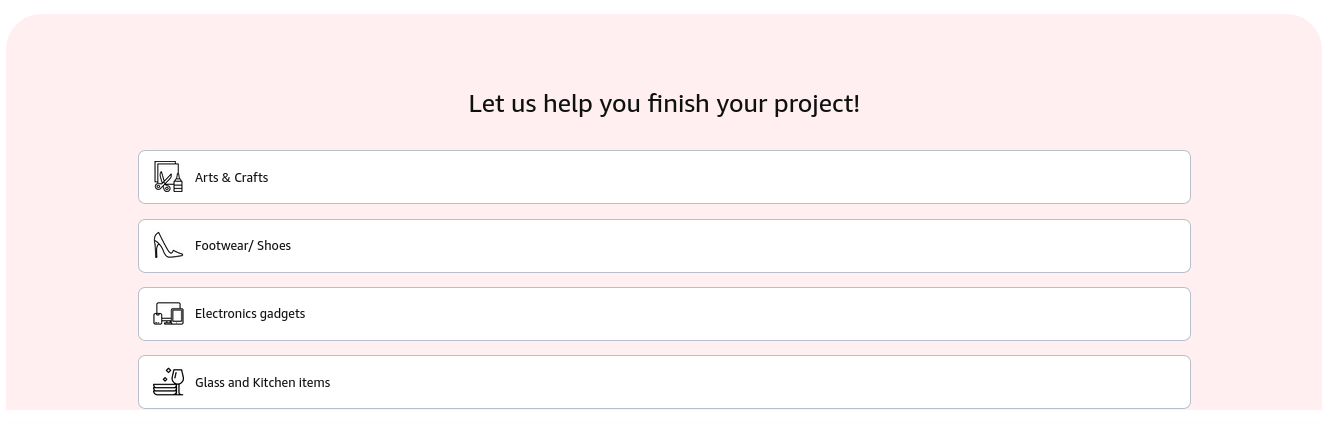 Let us help you finish your project!
Arts & Crafts
Footwear/ Shoes
Electronics gadgets
Glass and Kitchen items